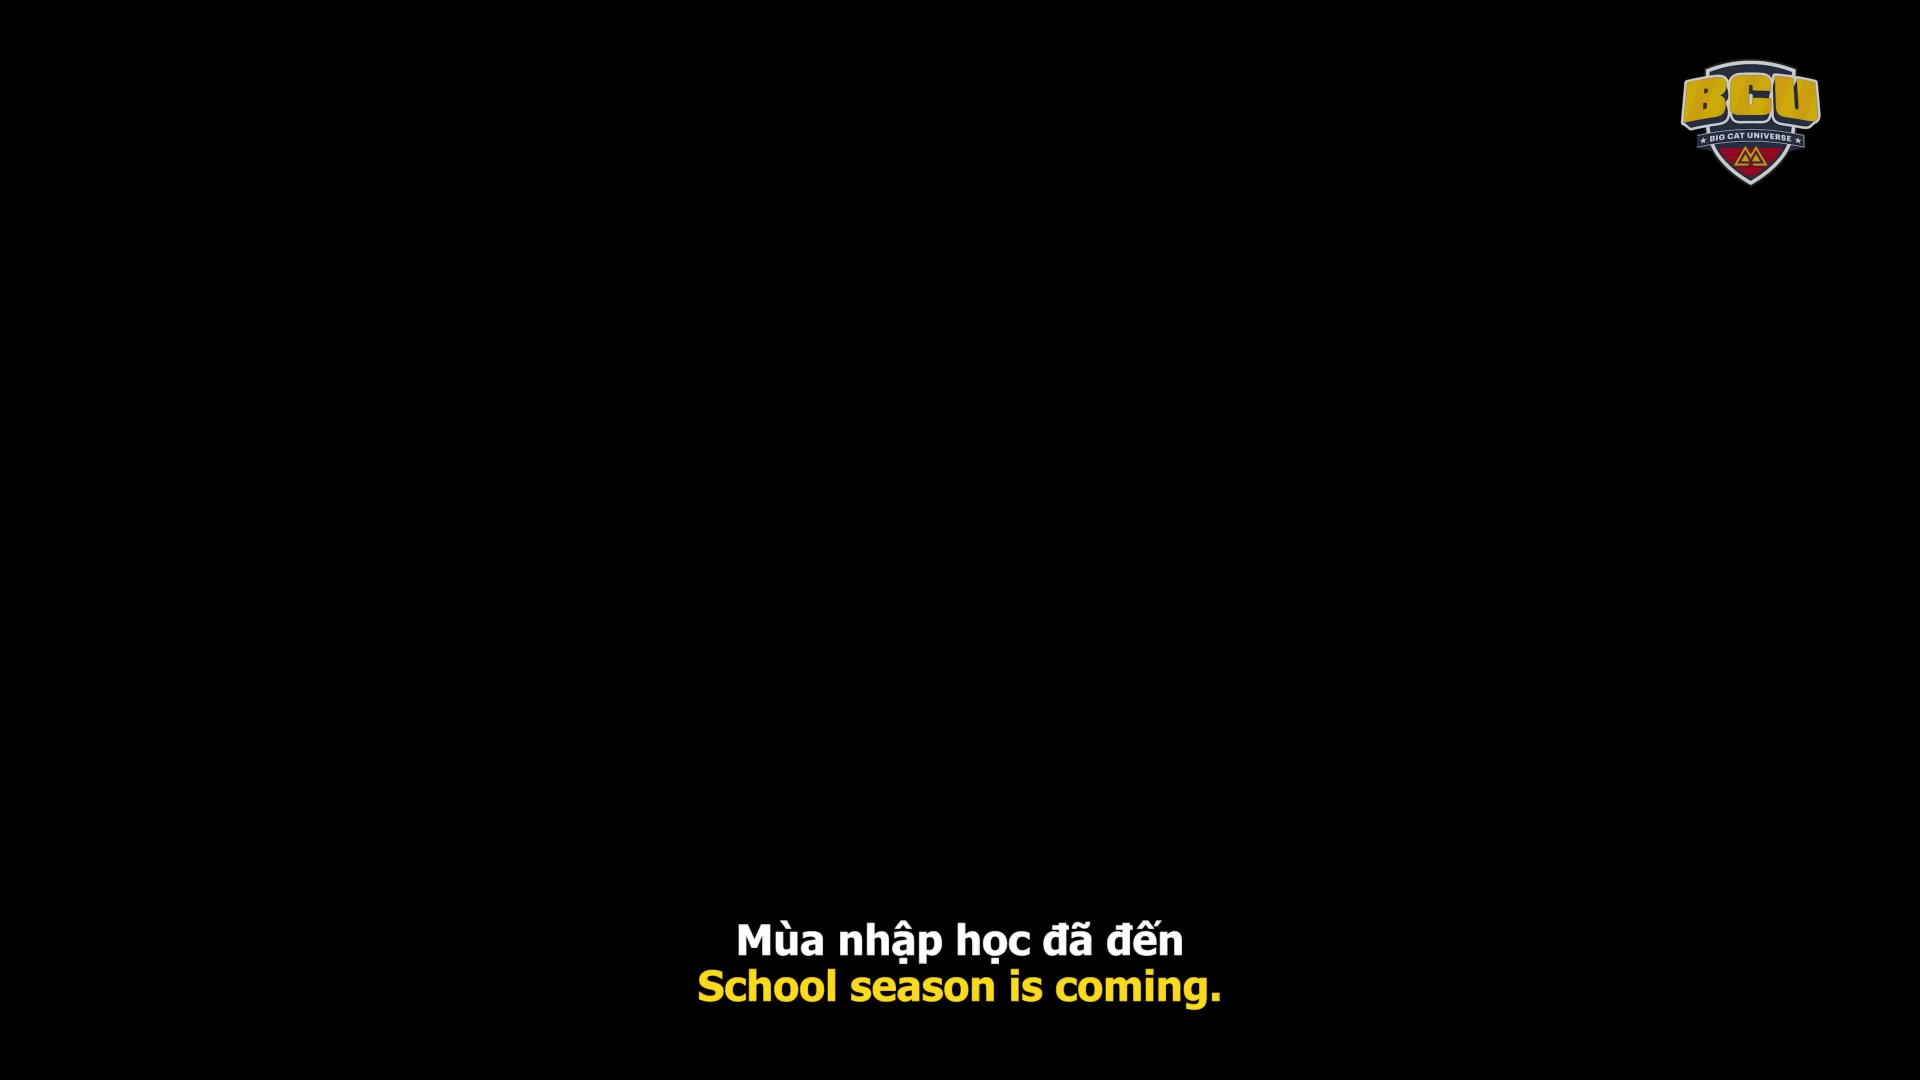 BCU
★ BIG CAT UNIVERSE ★
Mùa nhập học đã đến
School season is coming.